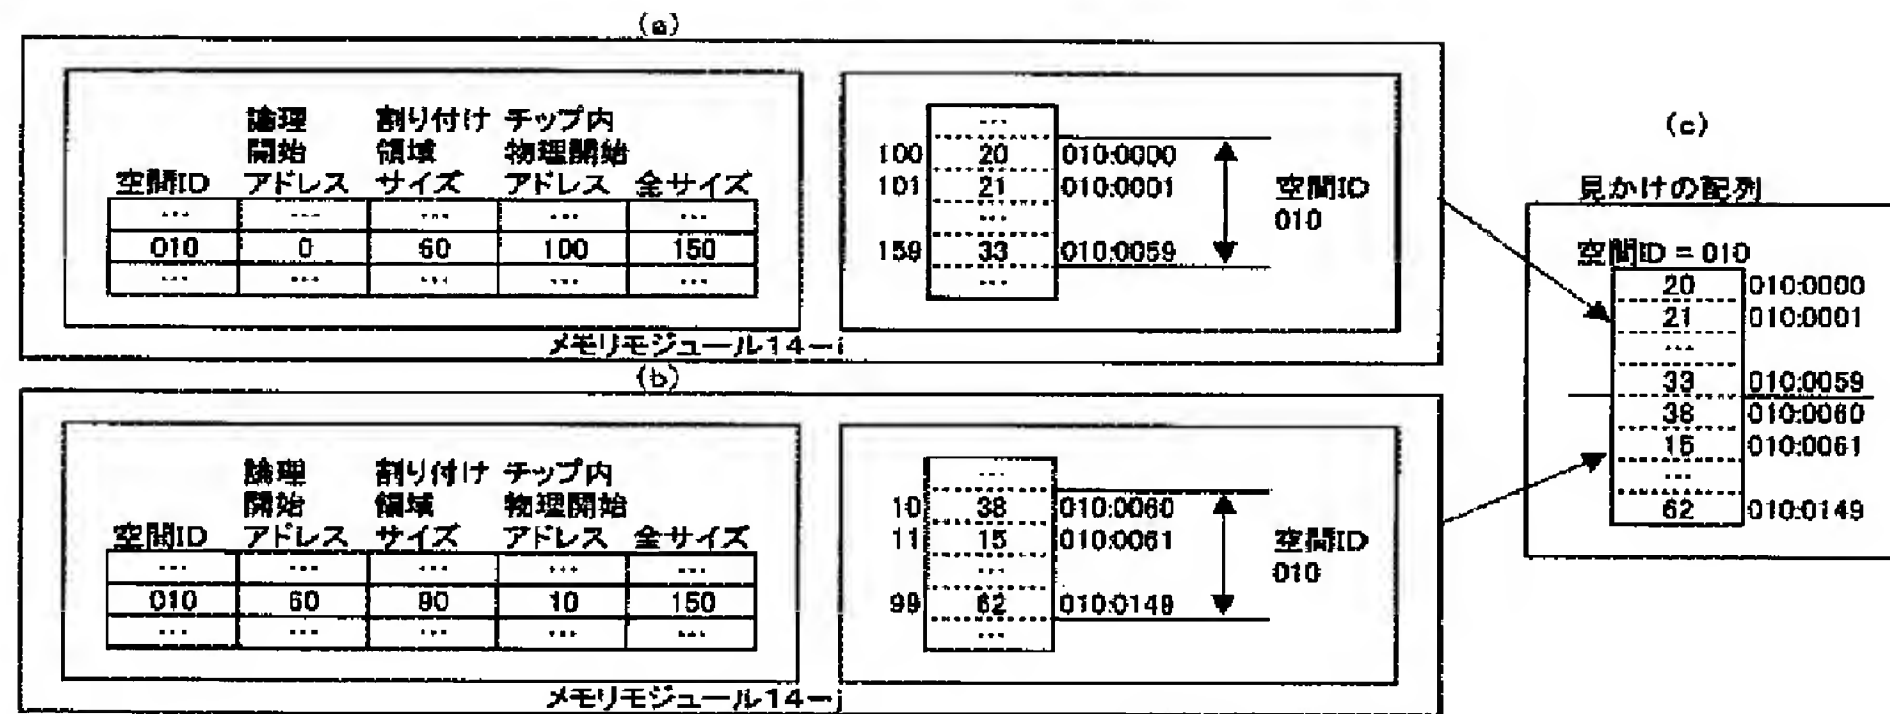 (a)
論理 割り付け チップ内
開始 領域 物理開始
空間ID アドレス サイズ アドレス 全サイズ
... ... ... ... ...
010 0 60 100 150
... ... ... ... ...
...
100 20 010:0000
101 21 010:0001
...
159 33 010:0059
...
空間ID
010
メモリモジュール14-i
(b)
論理 割り付け チップ内
開始 領域 物理開始
空間ID アドレス サイズ アドレス 全サイズ
... ... ... ... ...
010 60 90 10 150
... ... ... ... ...
...
10 38 010:0060
11 15 010:0061
...
99 62 010:0149
...
空間ID
010
メモリモジュール14-j
(c)
見かけの配列
空間ID = 010
20 010:0000
21 010:0001
...
33 010:0059
38 010:0060
15 010:0061
...
62 010:0149